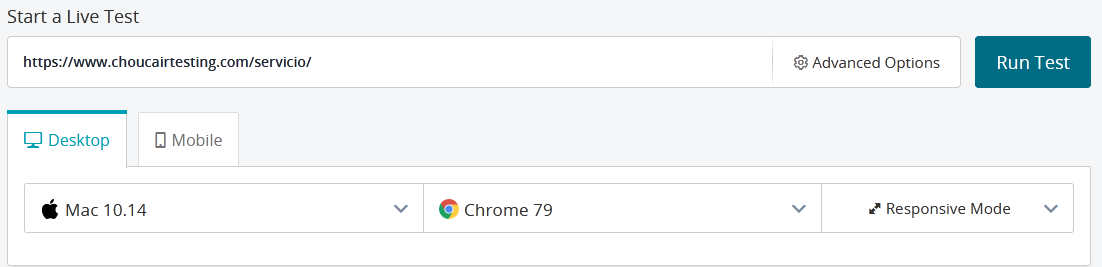 Start a Live Test
https://www.choucairtesting.com/servicio/
Advanced Options
Run Test
Desktop
Mobile
Mac 10.14
Chrome 79
Responsive Mode